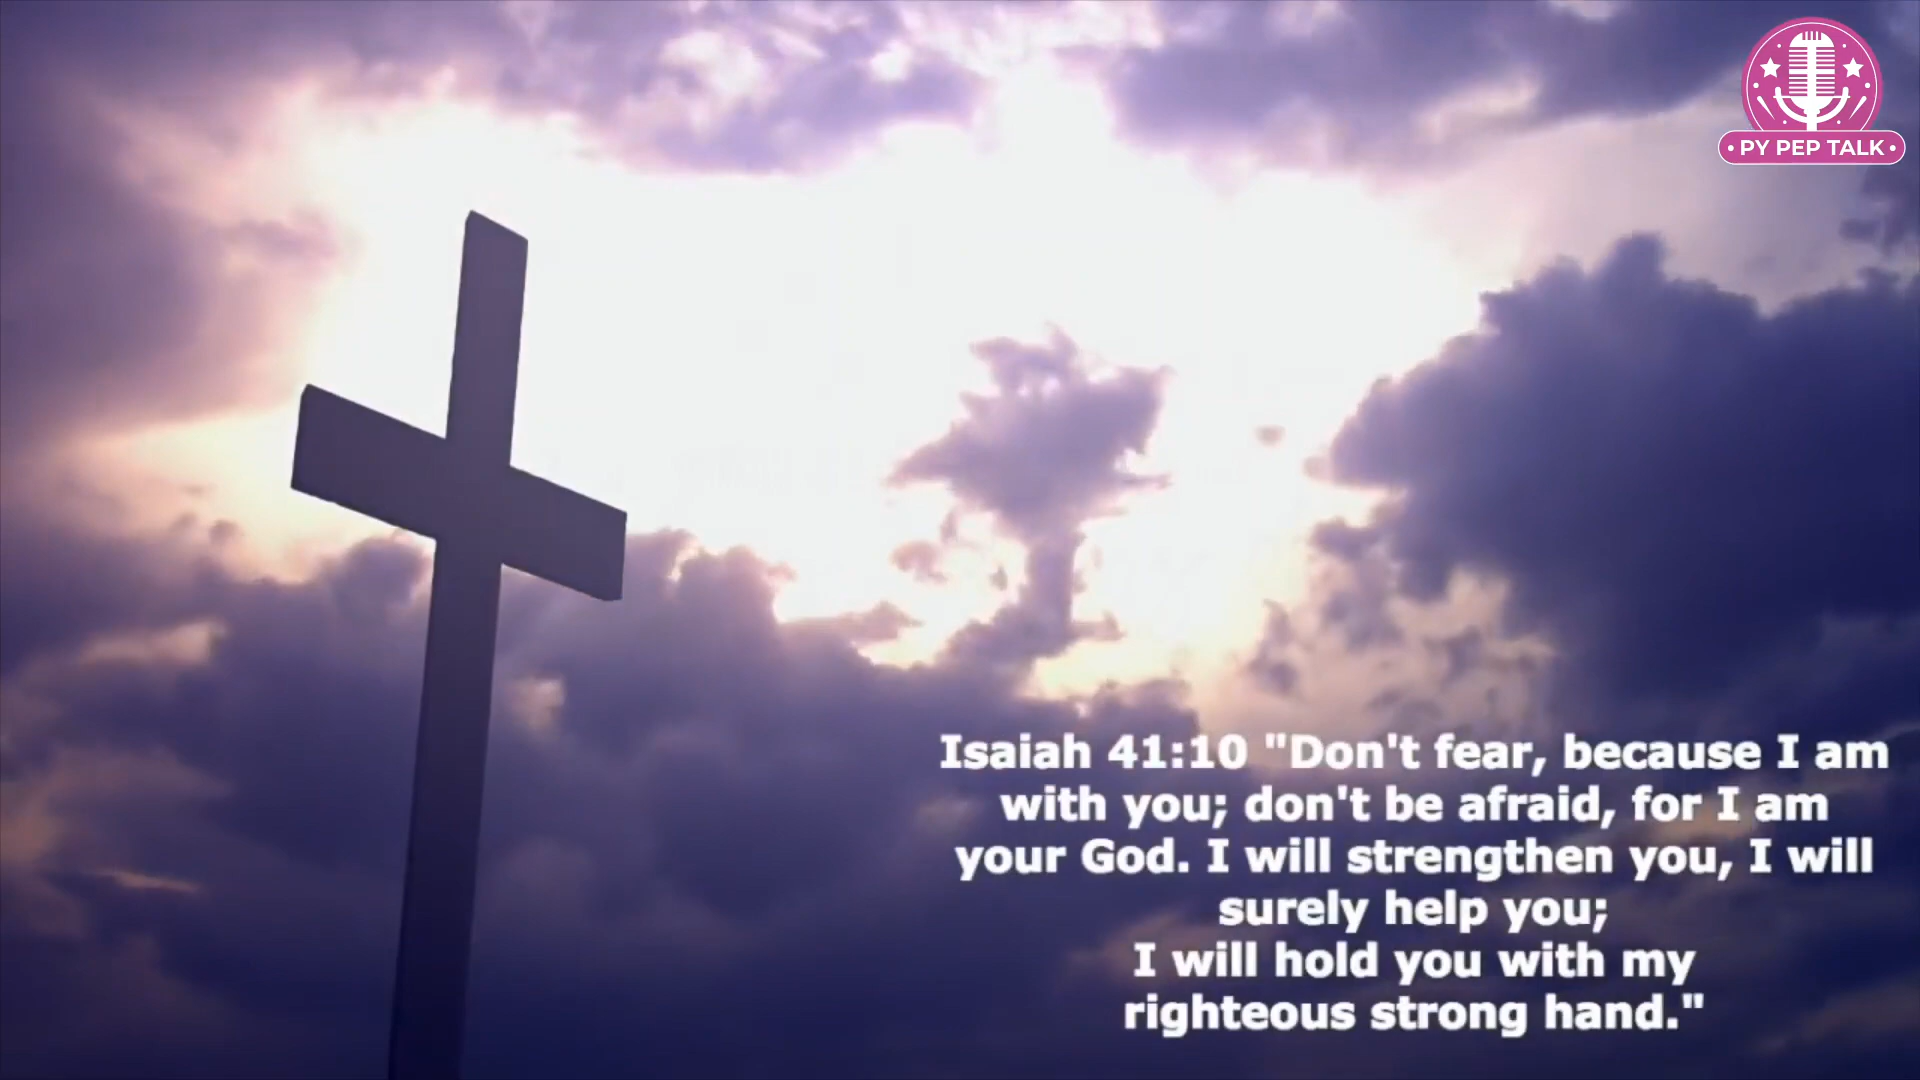 • PY PEP TALK •
Isaiah 41:10 "Don't fear, because I am
with you; don't be afraid, for I am
your God. I will strengthen you, I will
surely help you;
I will hold you with my
righteous strong hand."